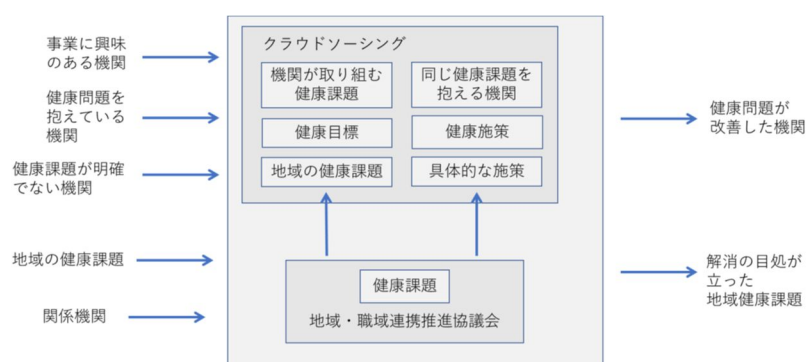 事業に興味
のある機関
健康問題を
抱えている
機関
健康課題が明確
でない機関
地域の健康課題
関係機関
クラウドソーシング
機関が取り組む
健康課題
同じ健康課題を
抱える機関
健康目標
健康施策
地域の健康課題
具体的な施策
健康課題
地域・職域連携推進協議会
健康問題が
改善した機関
解消の目処が
立った
地域健康課題